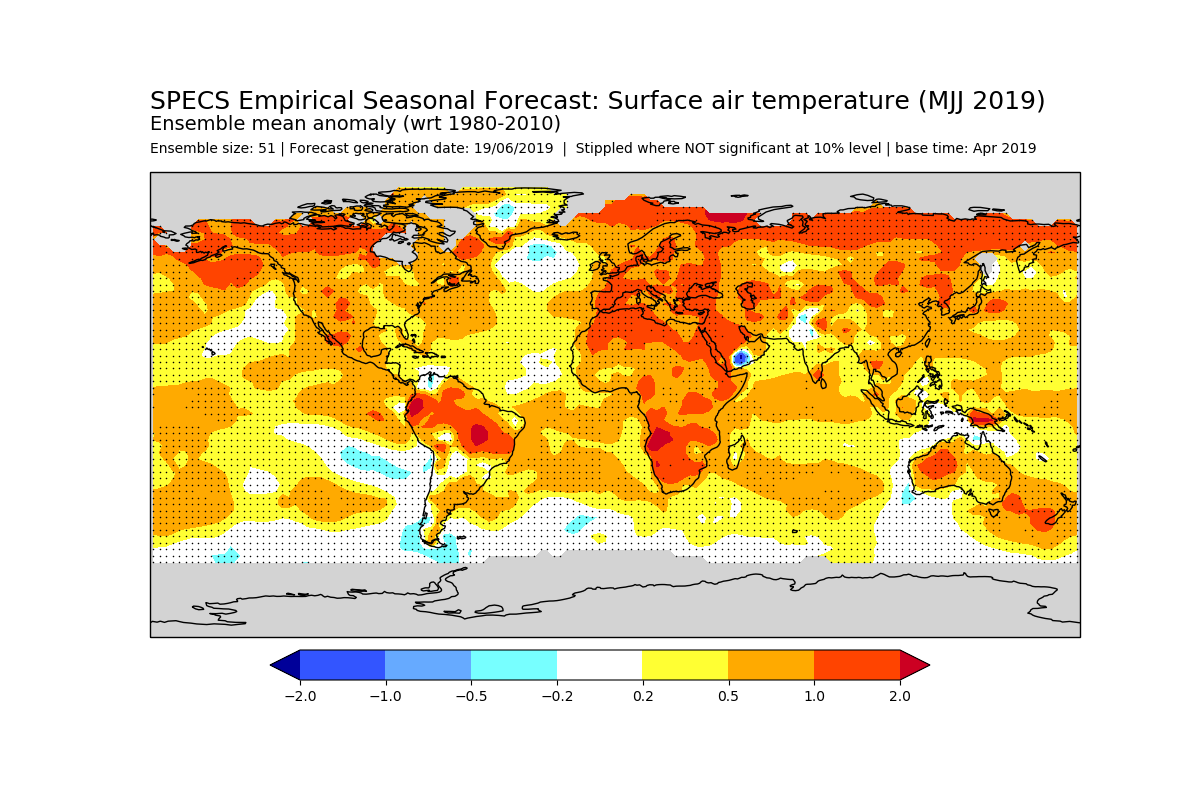 SPECS Empirical Seasonal Forecast: Surface air temperature (MJJ 2019)
Ensemble mean anomaly (wrt 1980-2010)
Ensemble size: 51 | Forecast generation date: 19/06/2019  |  Stippled where NOT significant at 10% level | base time: Apr 2019
−2.0 −1.0 −0.5 −0.2 0.2 0.5 1.0 2.0